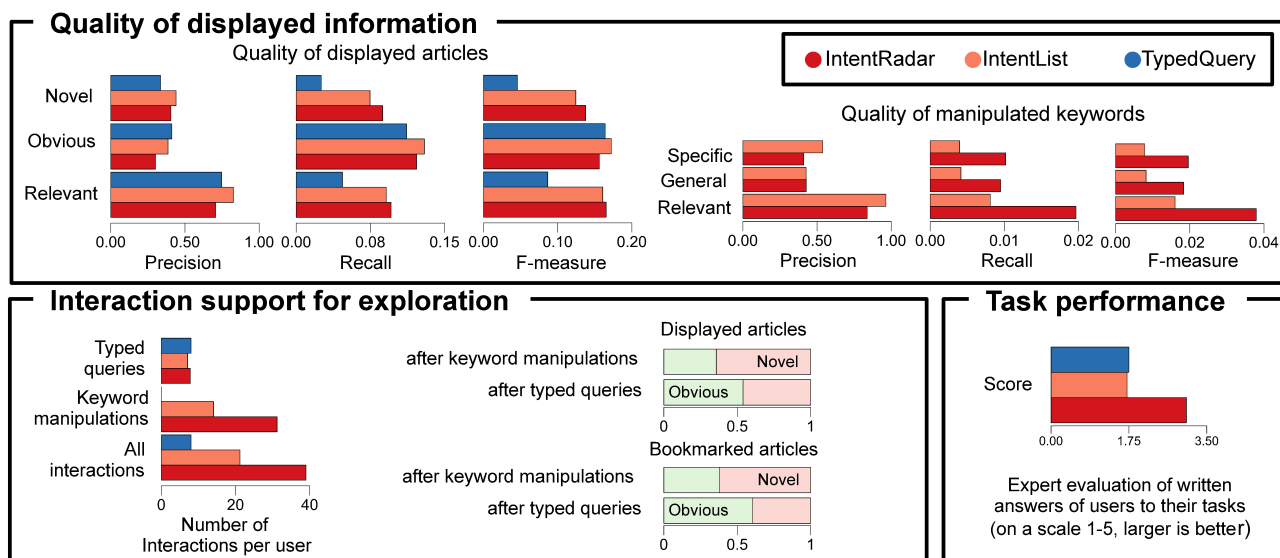 Quality of displayed information
Quality of displayed articles
IntentRadar IntentList TypedQuery
Novel
Obvious
Relevant
0.00 0.50 1.00
Precision
0.00 0.08 0.15
Recall
0.00 0.10 0.20
F-measure
Quality of manipulated keywords
Specific
General
Relevant
0.00 0.50 1.00
Precision
0.00 0.01 0.02
Recall
0.00 0.02 0.04
F-measure
Interaction support for exploration
Typed
queries
Keyword
manipulations
All
interactions
0 20 40
Number of
Interactions per user
Displayed articles
after keyword manipulations Novel
after typed queries Obvious
0 0.5 1
Bookmarked articles
after keyword manipulations Novel
after typed queries Obvious
0 0.5 1
Task performance
Score
0.00 1.75 3.50
Expert evaluation of written
answers of users to their tasks
(on a scale 1-5, larger is better)